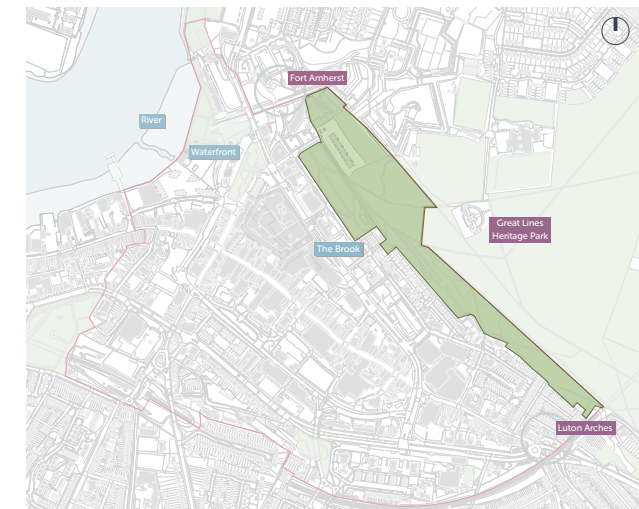 Fort Amherst
River
Waterfront
Great Lines
Heritage Park
The Brook
Luton Arches